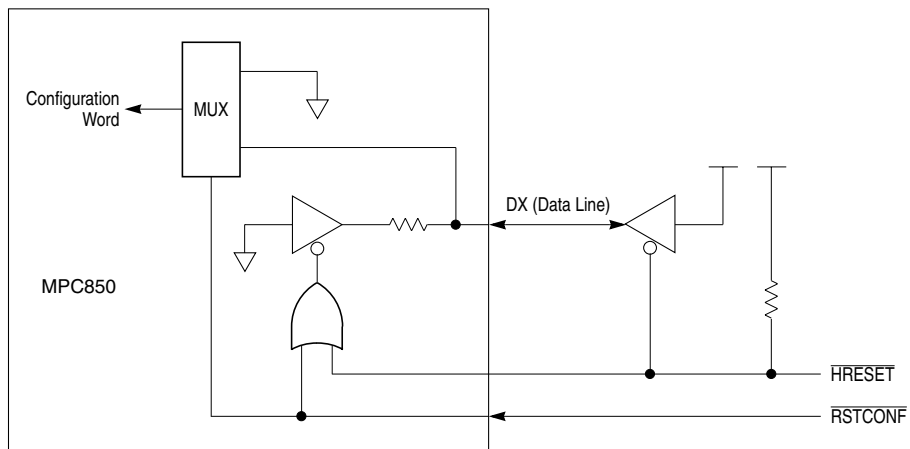 Configuration
Word
MUX
DX (Data Line)
MPC850
HRESET
RSTCONF